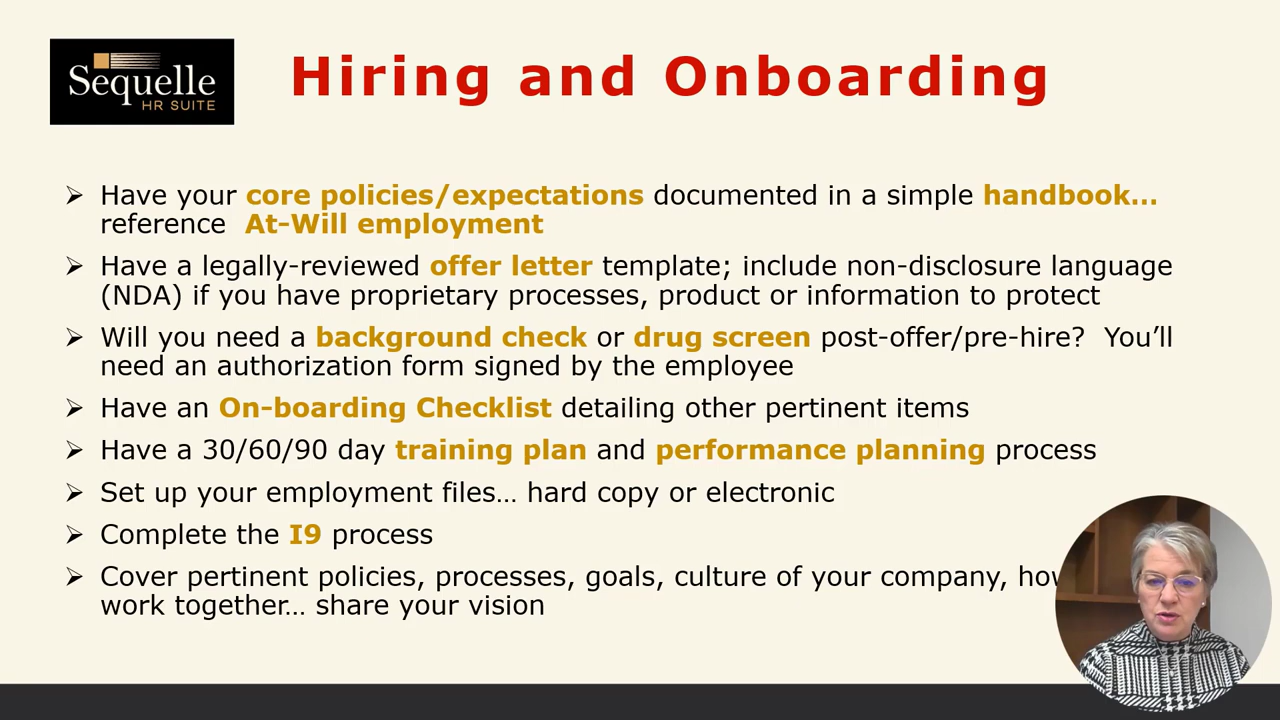 Sequelle
HR SUITE
Hiring and Onboarding
Have your core policies/expectations documented in a simple handbook…
reference At-Will employment
Have a legally-reviewed offer letter template; include non-disclosure language
(NDA) if you have proprietary processes, product or information to protect
Will you need a background check or drug screen post-offer/pre-hire? You’ll
need an authorization form signed by the employee
Have an On-boarding Checklist detailing other pertinent items
Have a 30/60/90 day training plan and performance planning process
Set up your employment files… hard copy or electronic
Complete the I9 process
Cover pertinent policies, processes, goals, culture of your company,
work together… share your vision